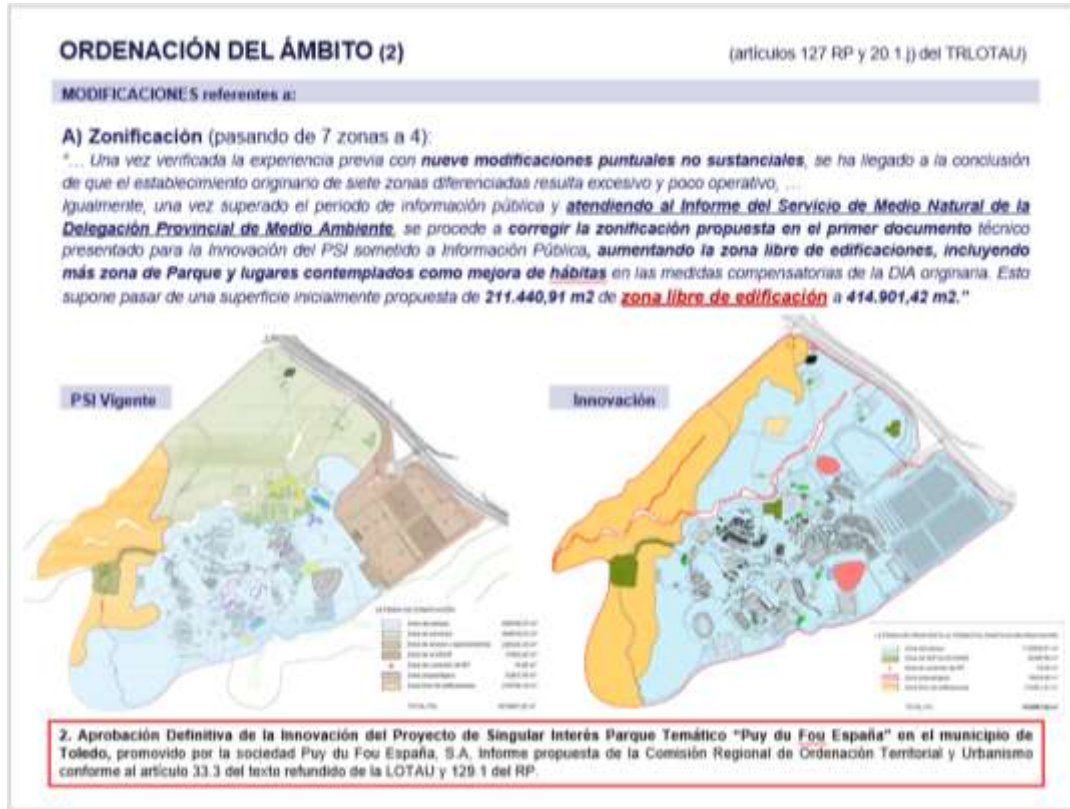 ORDENACIÓN DEL ÁMBITO (2)
(artículos 127 RP y 20.1 j) del TRLOTAU)
MODIFICACIONES referentes a:
A) Zonificación (pasando de 7 zonas a 4):
"… Una vez verificada la experiencia previa con nueve modificaciones puntuales no sustanciales, se ha llegado a la conclusión
de que el establecimiento originario de siete zonas diferenciadas resulta excesivo y poco operativo, …
Igualmente, una vez superado el periodo de información pública y atendiendo al Informe del Servicio de Medio Natural de la
Delegación Provincial de Medio Ambiente, se procede a corregir la zonificación propuesta en el primer documento técnico
presentado para la Innovación del PSI sometido a Información Pública, aumentando la zona libre de edificaciones, incluyendo
más zona de Parque y lugares contemplados como mejora de hábitas en las medidas compensatorias de la DIA originaria. Esto
supone pasar de una superficie inicialmente propuesta de 211.440,91 m2 de zona libre de edificación a 414.901,42 m2."
PSI Vigente
Innovación
2. Aprobación Definitiva de la Innovación del Proyecto de Singular Interés Parque Temático "Puy du Fou España" en el municipio de
Toledo, promovido por la sociedad Puy du Fou España, S.A. Informe propuesta de la Comisión Regional de Ordenación Territorial y Urbanismo
conforme al artículo 33.3 del texto refundido de la LOTAU y 129.1 del RP.